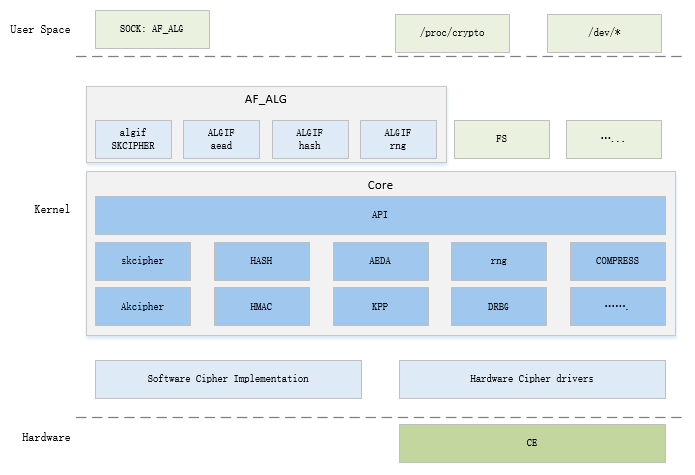 User Space
SOCK: AF_ALG
/proc/crypto
/dev/*
AF_ALG
algif
SKCIPHER
ALGIF
aead
ALGIF
hash
ALGIF
rng
FS
……...
Kernel
Core
API
skcipher
HASH
AEDA
rng
COMPRESS
Akcipher
HMAC
KPP
DRBG
…….
Software Cipher Implementation
Hardware Cipher drivers
Hardware
CE